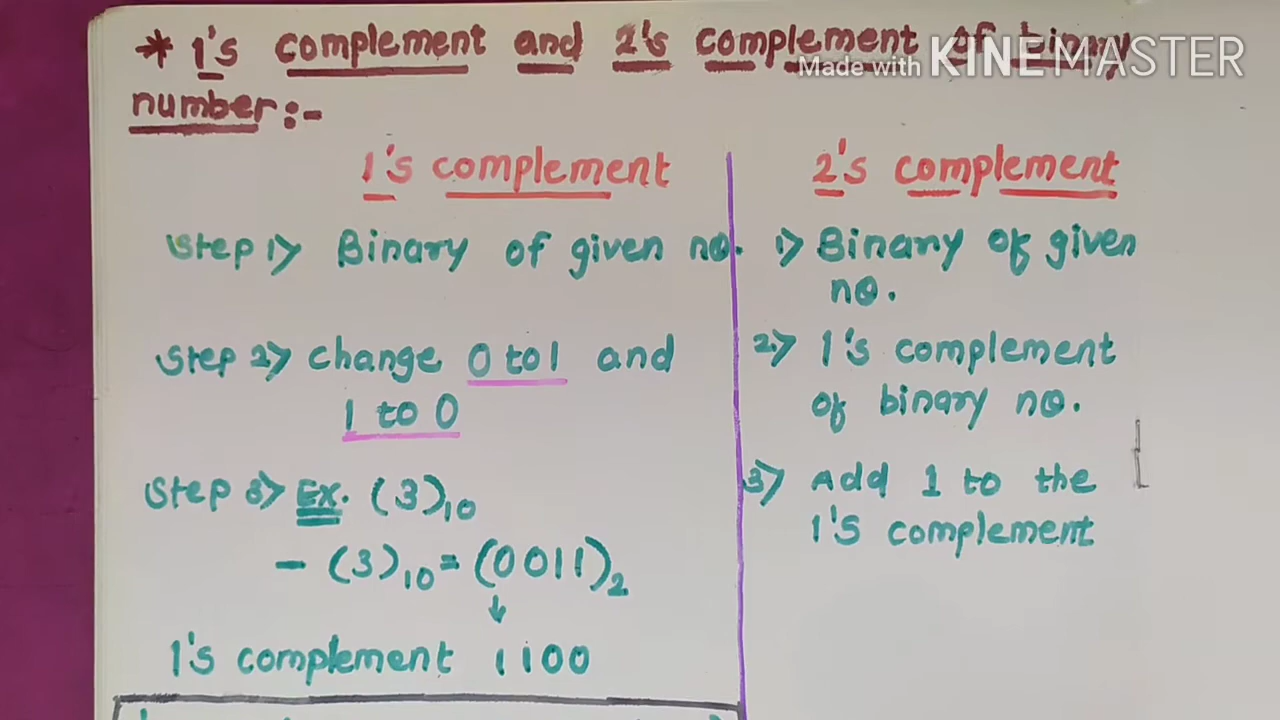 * 1's complement and 2's complement of binary
Made with KINEMASTER
number:-
1's complement
Step 1> Binary of given no.
Step 2> change 0 to 1 and
1 to 0
Step 3> Ex. (3)10
- (3)10 = (0011)2
↓
1's complement 1100
2's complement
1> Binary of given
no.
2.> 1's complement
of binary no.
3> Add 1 to the
1's complement